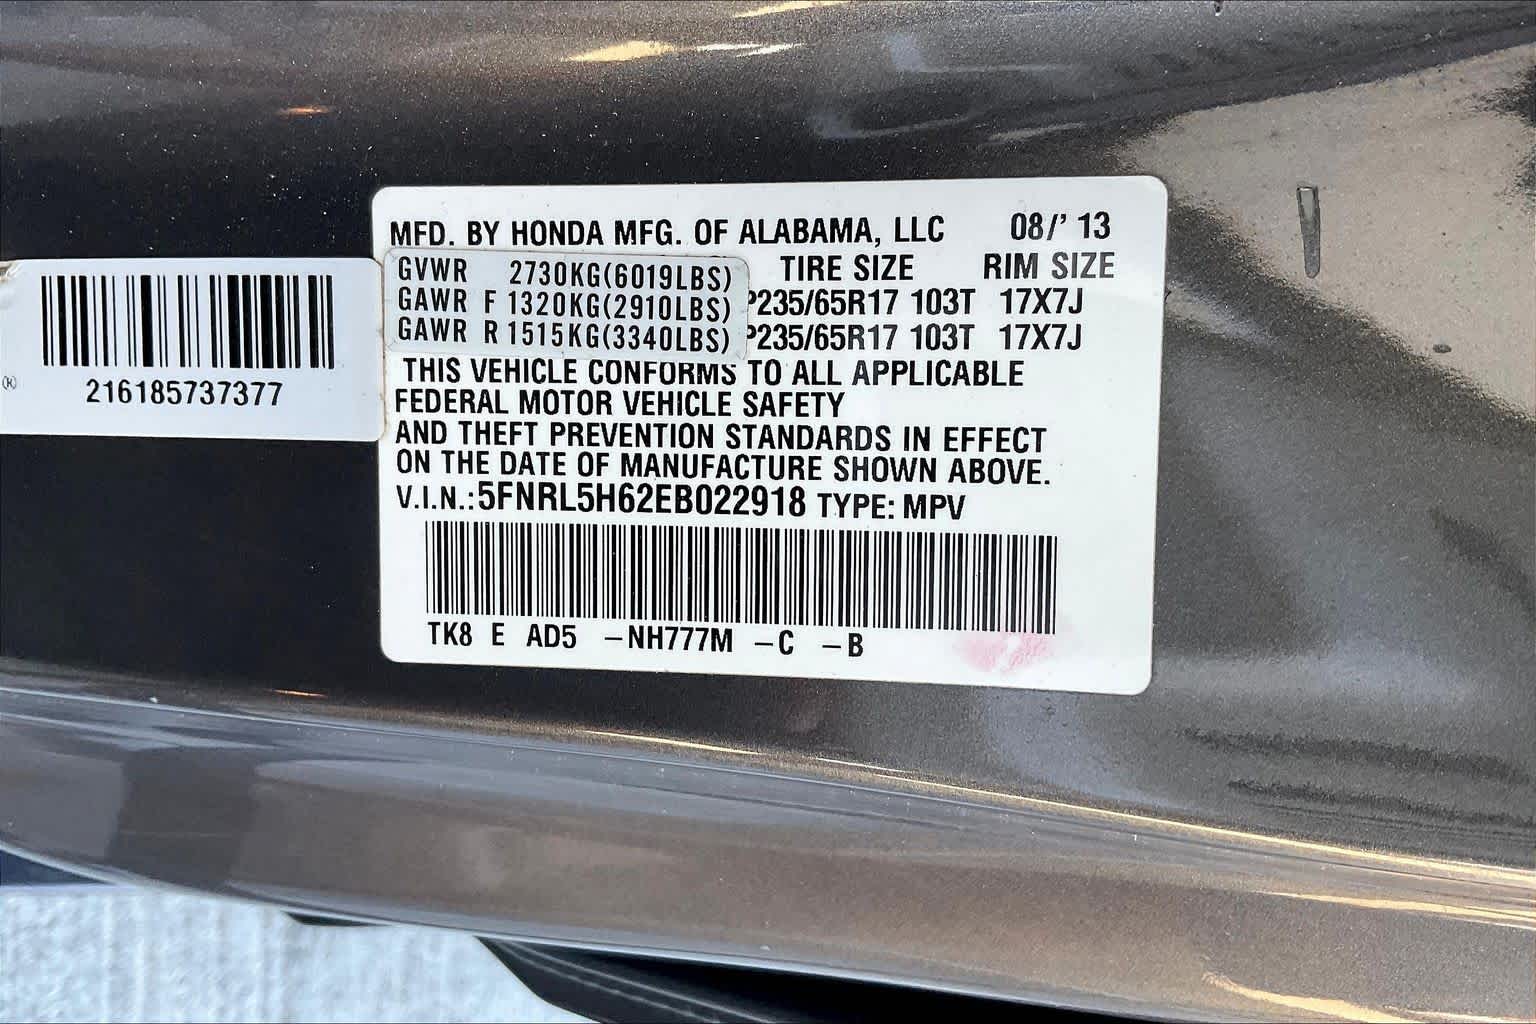 MFD. BY HONDA MFG. OF ALABAMA, LLC 08/' 13
TIRE SIZE RIM SIZE
GVWR 2730KG(6019LBS)
GAWR F 1320KG(2910LBS) P235/65R17 103T 17X7J
GAWR R 1515KG(3340LBS) P235/65R17 103T 17X7J
THIS VEHICLE CONFORMS TO ALL APPLICABLE
FEDERAL MOTOR VEHICLE SAFETY
AND THEFT PREVENTION STANDARDS IN EFFECT
ON THE DATE OF MANUFACTURE SHOWN ABOVE.
V.I.N.:5FNRL5H62EB022918 TYPE: MPV
TK8 E AD5 –NH777M –C –B
(R)
216185737377